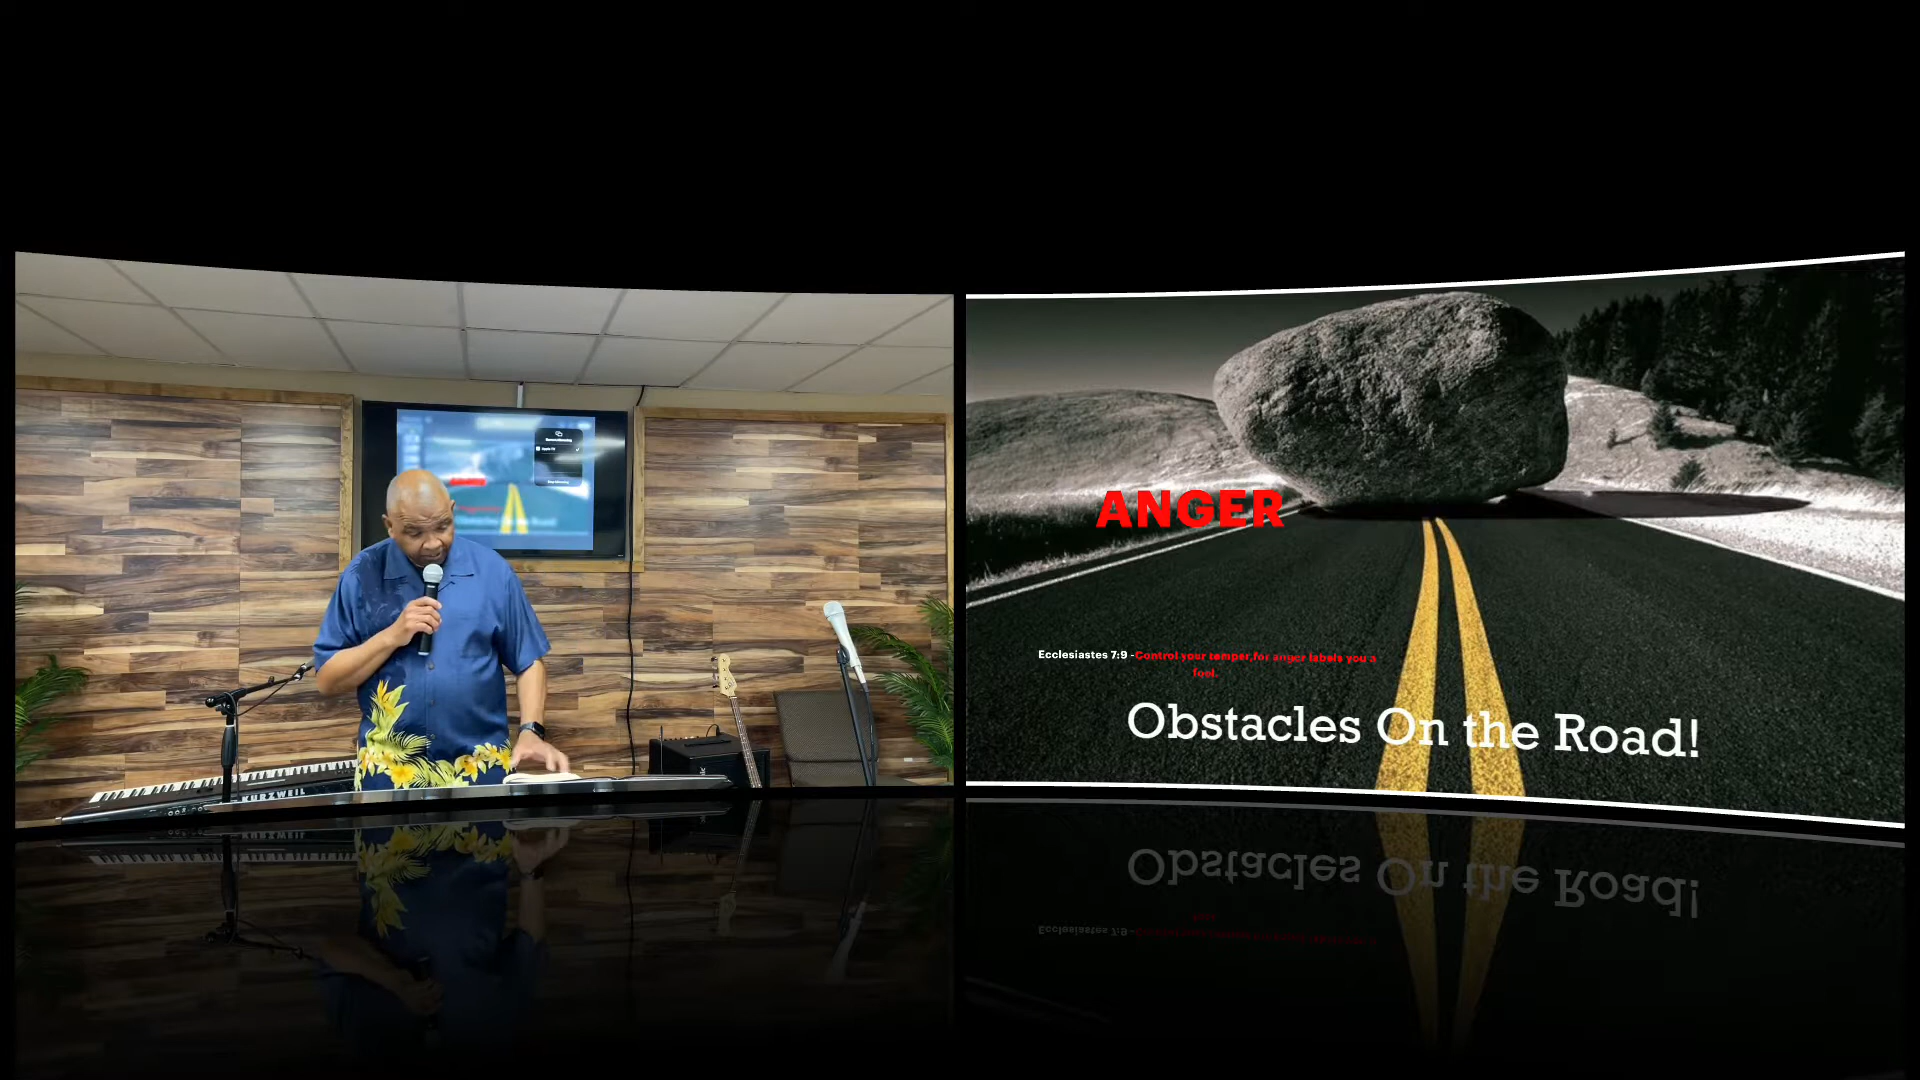 ANGER
Ecclesiastes 7:9 -Control your temper,for anger labels you a
fool.
Obstacles On the Road!
KURZWEIL